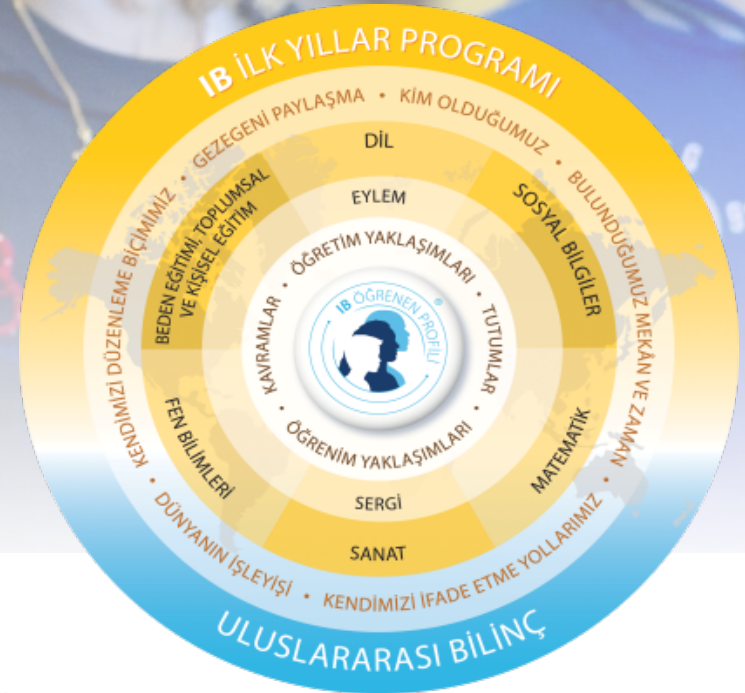 IB İLK YILLAR PROGRAMI
GEZEGENİ PAYLAŞMA • KİM OLDUĞUMUZ • BULUNDUĞUMUZ MEKÂN VE ZAMAN • KENDİMİZİ İFADE ETME YOLLARIMIZ • DÜNYANIN İŞLEYİŞİ • KENDİMİZİ DÜZENLEME BİÇİMİMİZ •
DİL
SOSYAL BİLGİLER
MATEMATİK
SANAT
FEN BİLİMLERİ
BEDEN EĞİTİMİ, TOPLUMSAL
VE KİŞİSEL EĞİTİM
EYLEM
SERGİ
ÖĞRETİM YAKLAŞIMLARI • TUTUMLAR • ÖĞRENİM YAKLAŞIMLARI • KAVRAMLAR •
IB ÖĞRENEN PROFİLİ ®
ULUSLARARASI BİLİNÇ